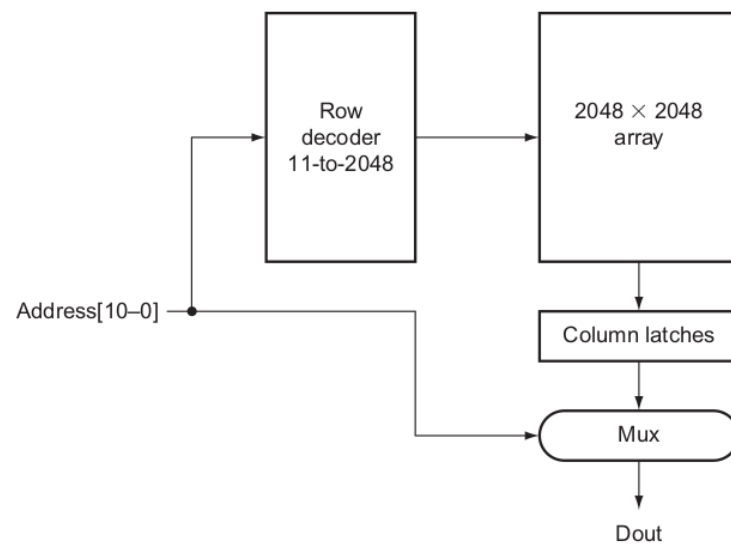 Row
decoder
11-to-2048
2048 × 2048
array
Address[10–0]
Column latches
Mux
Dout